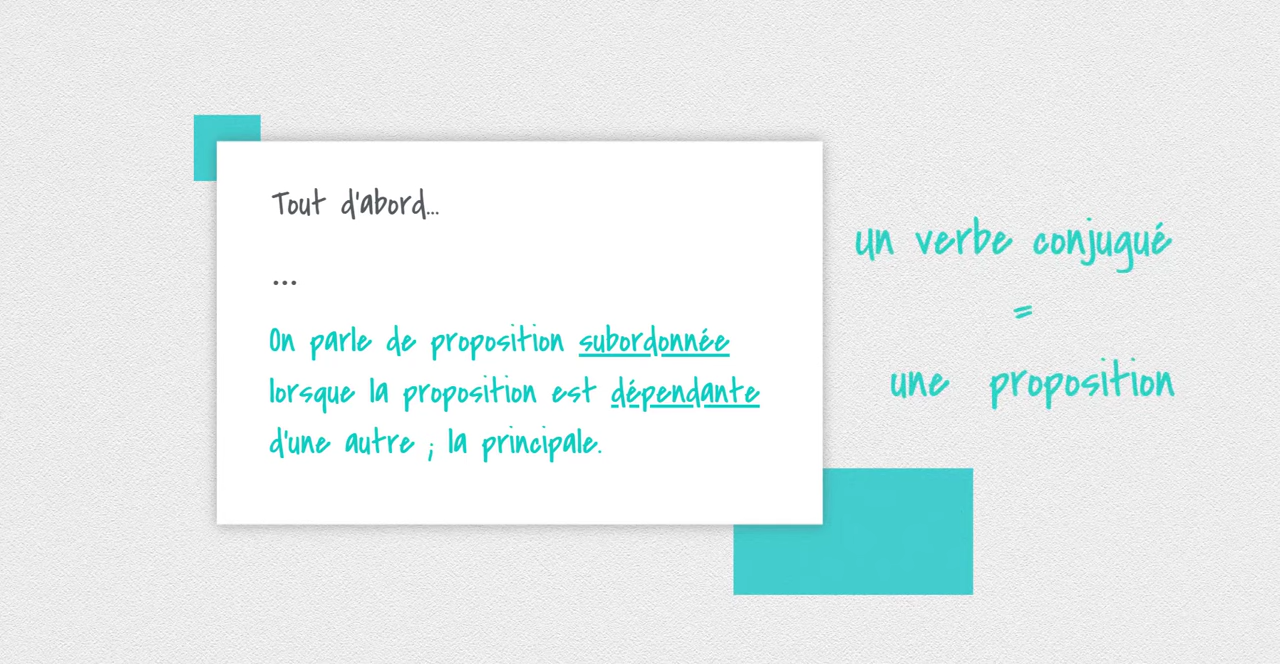 Tout d'abord...
...
On parle de proposition subordonnée
lorsque la proposition est dépendante
d'une autre ; la principale.
un verbe conjugué
=
une proposition